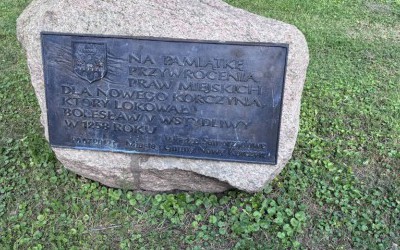 NA PAMIĄTKĘ
PRZYWRÓCENIA
PRAW MIEJSKICH
DLA NOWEGO KORCZYNA,
KTÓRY LOKOWAŁ
BOLESŁAW V WSTYDLIWY
W 1258 ROKU